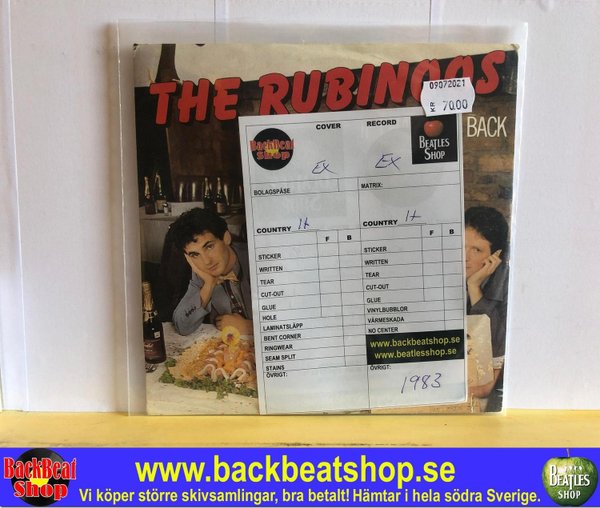 THE RUBINOOS
09072021
KR 70.00
BACK
COVER RECORD
BackBeat Shop
BEATLES SHOP
EX EX
BOLAGSPÅSE MATRIX:
COUNTRY It COUNTRY It
F B F B
STICKER STICKER
WRITTEN WRITTEN
TEAR TEAR
CUT-OUT CUT-OUT
GLUE GLUE
HOLE VINYLBUBBLOR
LAMINATSLÄPP VÄRMESKADA
BENT CORNER NO CENTER
RINGWEAR www.backbeatshop.se
SEAM SPLIT www.beatlesshop.se
STAINS
ÖVRIGT: ÖVRIGT:
1983
BackBeat Shop
www.backbeatshop.se
Vi köper större skivsamlingar, bra betalt! Hämtar i hela södra Sverige.
BEATLES SHOP